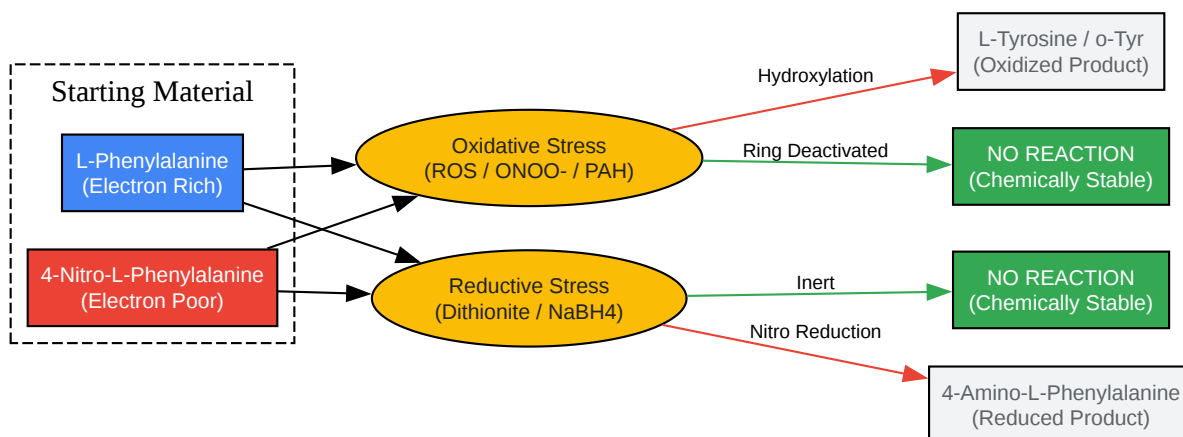 Starting Material
L-Phenylalanine
(Electron Rich)
4-Nitro-L-Phenylalanine
(Electron Poor)
Oxidative Stress
(ROS / ONOO- / PAH)
Reductive Stress
(Dithionite / NaBH4)
Hydroxylation
Ring Deactivated
Inert
Nitro Reduction
L-Tyrosine / o-Tyr
(Oxidized Product)
NO REACTION
(Chemically Stable)
NO REACTION
(Chemically Stable)
4-Amino-L-Phenylalanine
(Reduced Product)